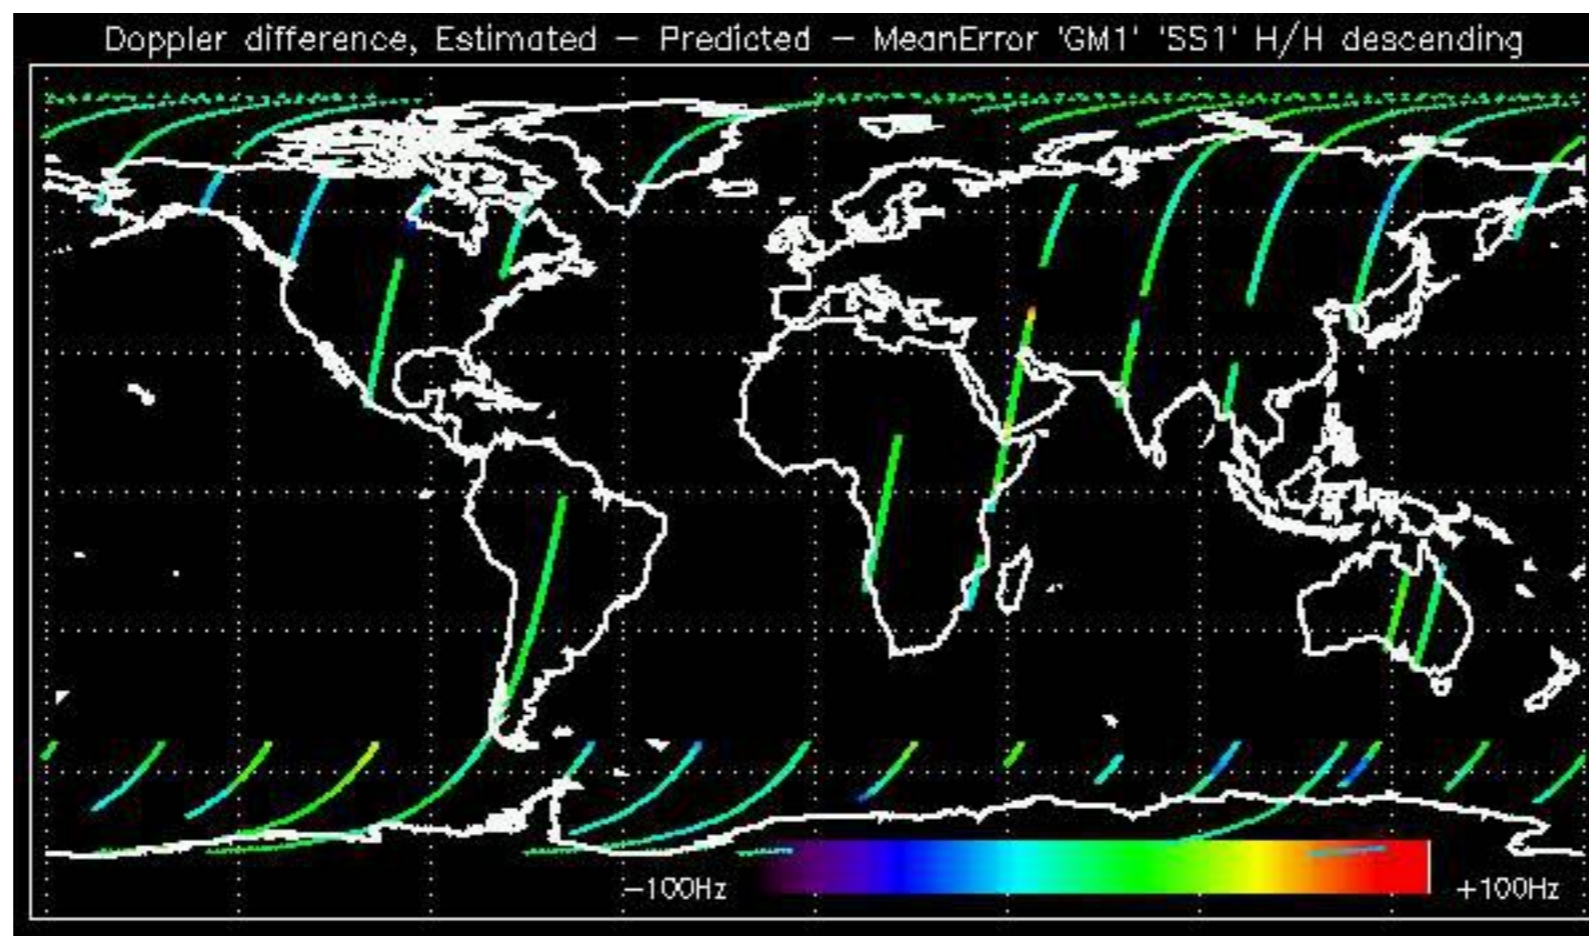 Doppler difference, Estimated – Predicted – MeanError 'GM1' 'SS1' H/H descending
–100Hz
+100Hz